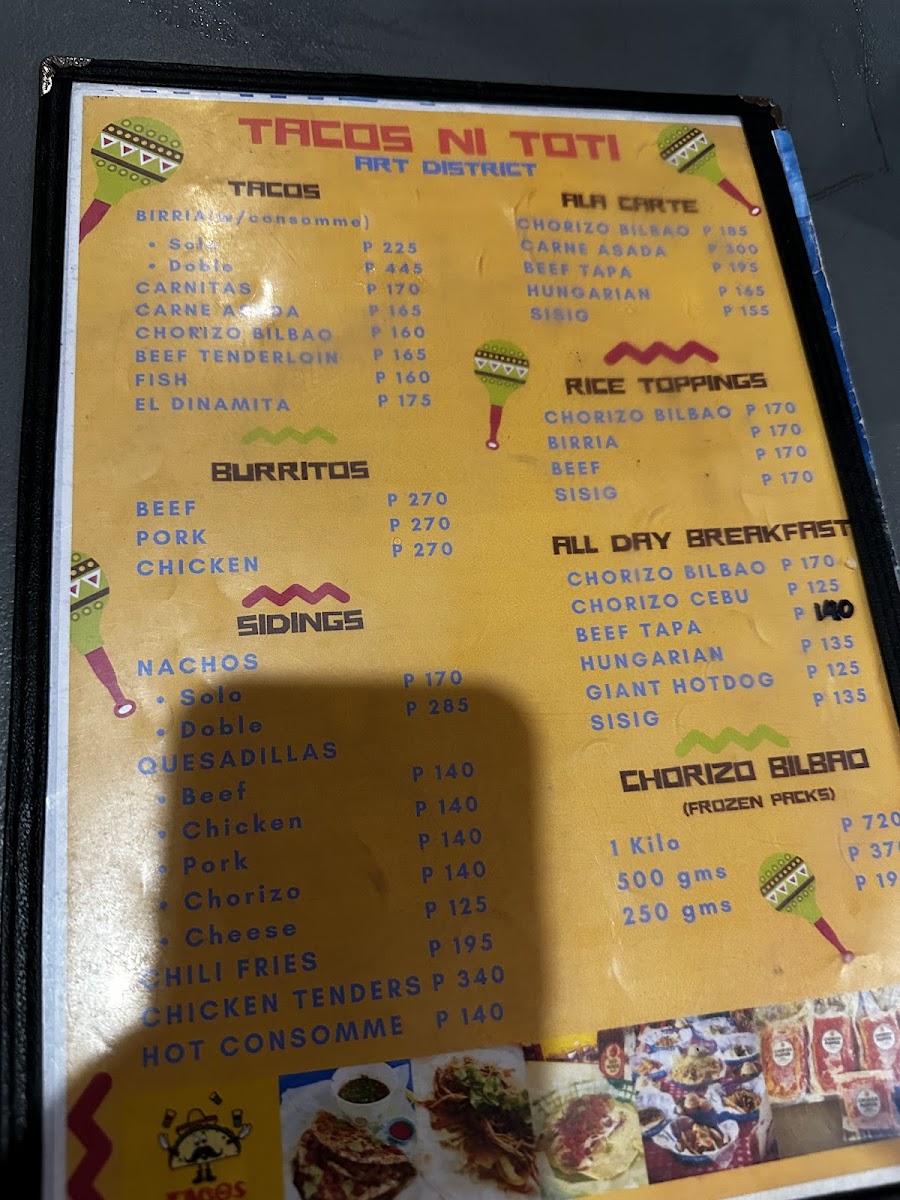 TACOS NI TOTI
ART DISTRICT
TACOS
BIRRIA(w/consomme)
• Solo P 225
• Doblo P 445
CARNITAS P 170
CARNE ASADA P 165
CHORIZO BILBAO P 160
BEEF TENDERLOIN P 165
FISH P 160
EL DINAMITA P 175
BURRITOS
BEEF P 270
PORK P 270
CHICKEN P 270
SIDINGS
NACHOS
• Solo P 170
• Doble P 285
QUESADILLAS
• Beef P 140
• Chicken P 140
• Pork P 140
• Chorizo P 140
• Cheese P 125
CHILI FRIES P 195
CHICKEN TENDERS P 340
HOT CONSOMME P 140
ALA CARTE
CHORIZO BILBAO P 185
CARNE ASADA P 300
BEEF TAPA P 195
HUNGARIAN P 165
SISIG P 155
RICE TOPPINGS
CHORIZO BILBAO P 170
BIRRIA P 170
BEEF P 170
SISIG P 170
ALL DAY BREAKFAST
CHORIZO BILBAO P 170
CHORIZO CEBU P 125
BEEF TAPA P 140
HUNGARIAN P 135
GIANT HOTDOG P 125
SISIG P 135
CHORIZO BILBAO
(FROZEN PACKS)
1 Kilo P 720
500 gms P 370
250 gms P 19
TACOS